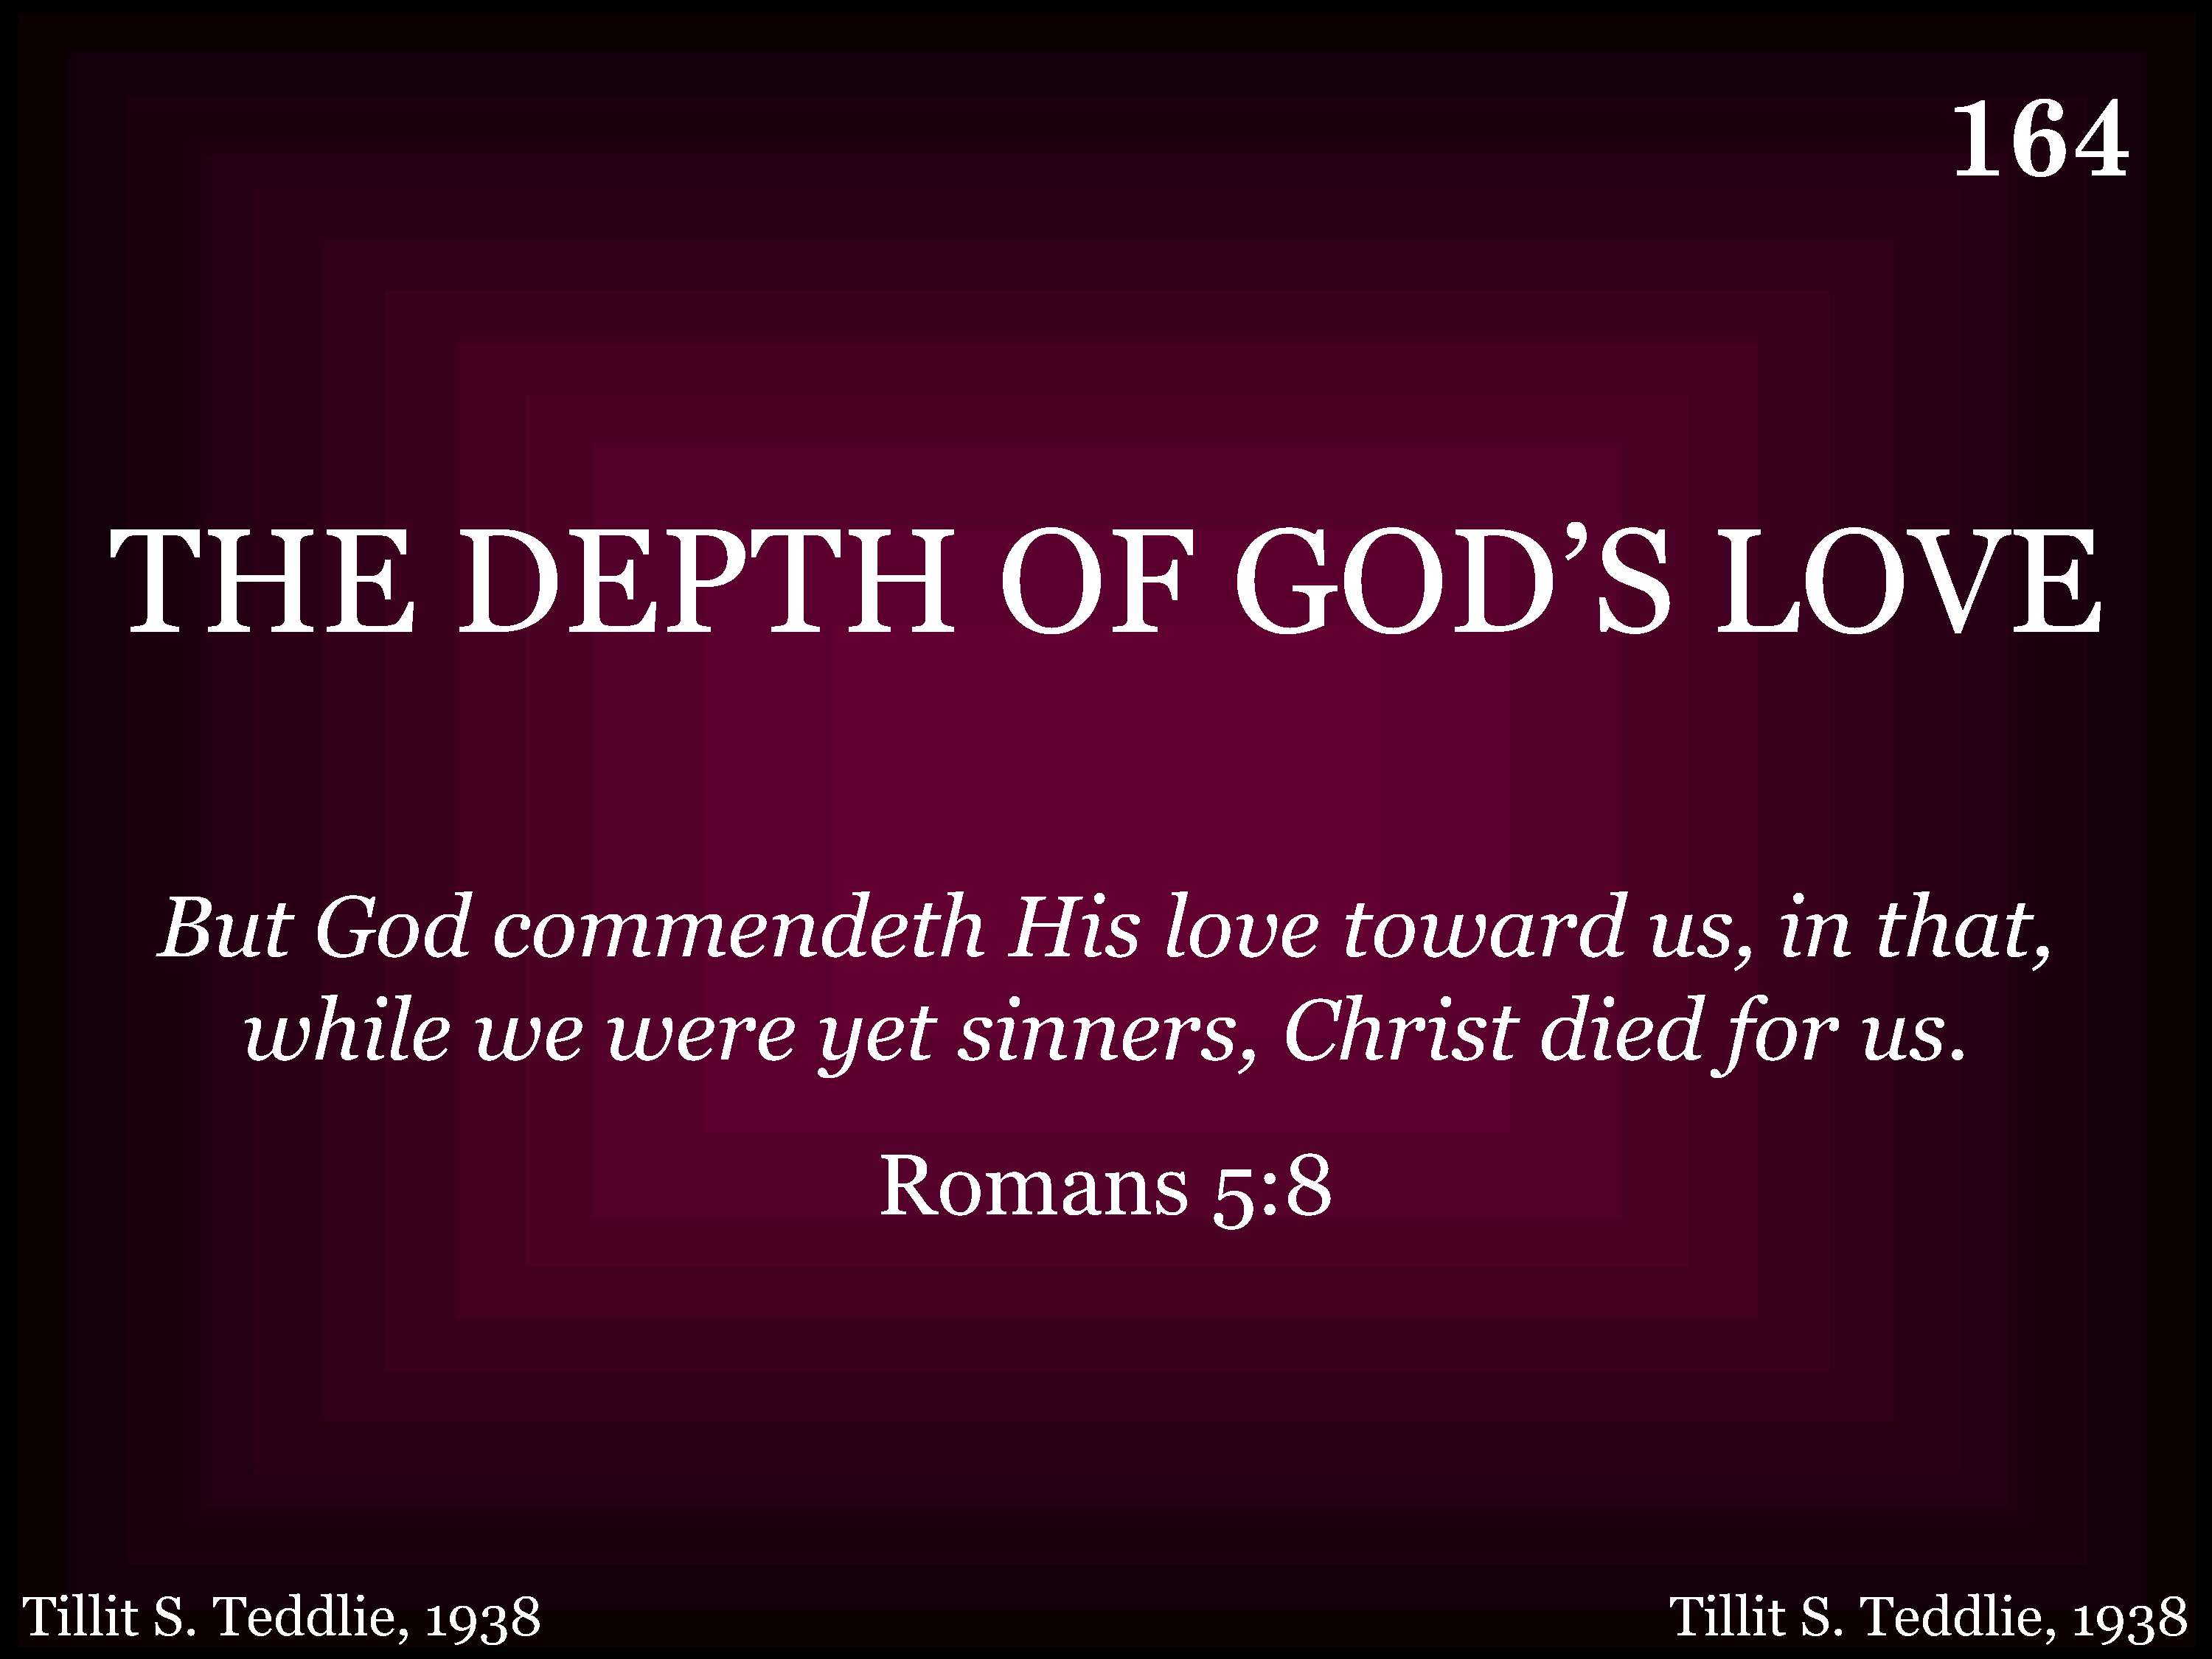 164
THE DEPTH OF GOD’S LOVE
But God commendeth His love toward us, in that,
while we were yet sinners, Christ died for us.
Romans 5:8
Tillit S. Teddlie, 1938
Tillit S. Teddlie, 1938